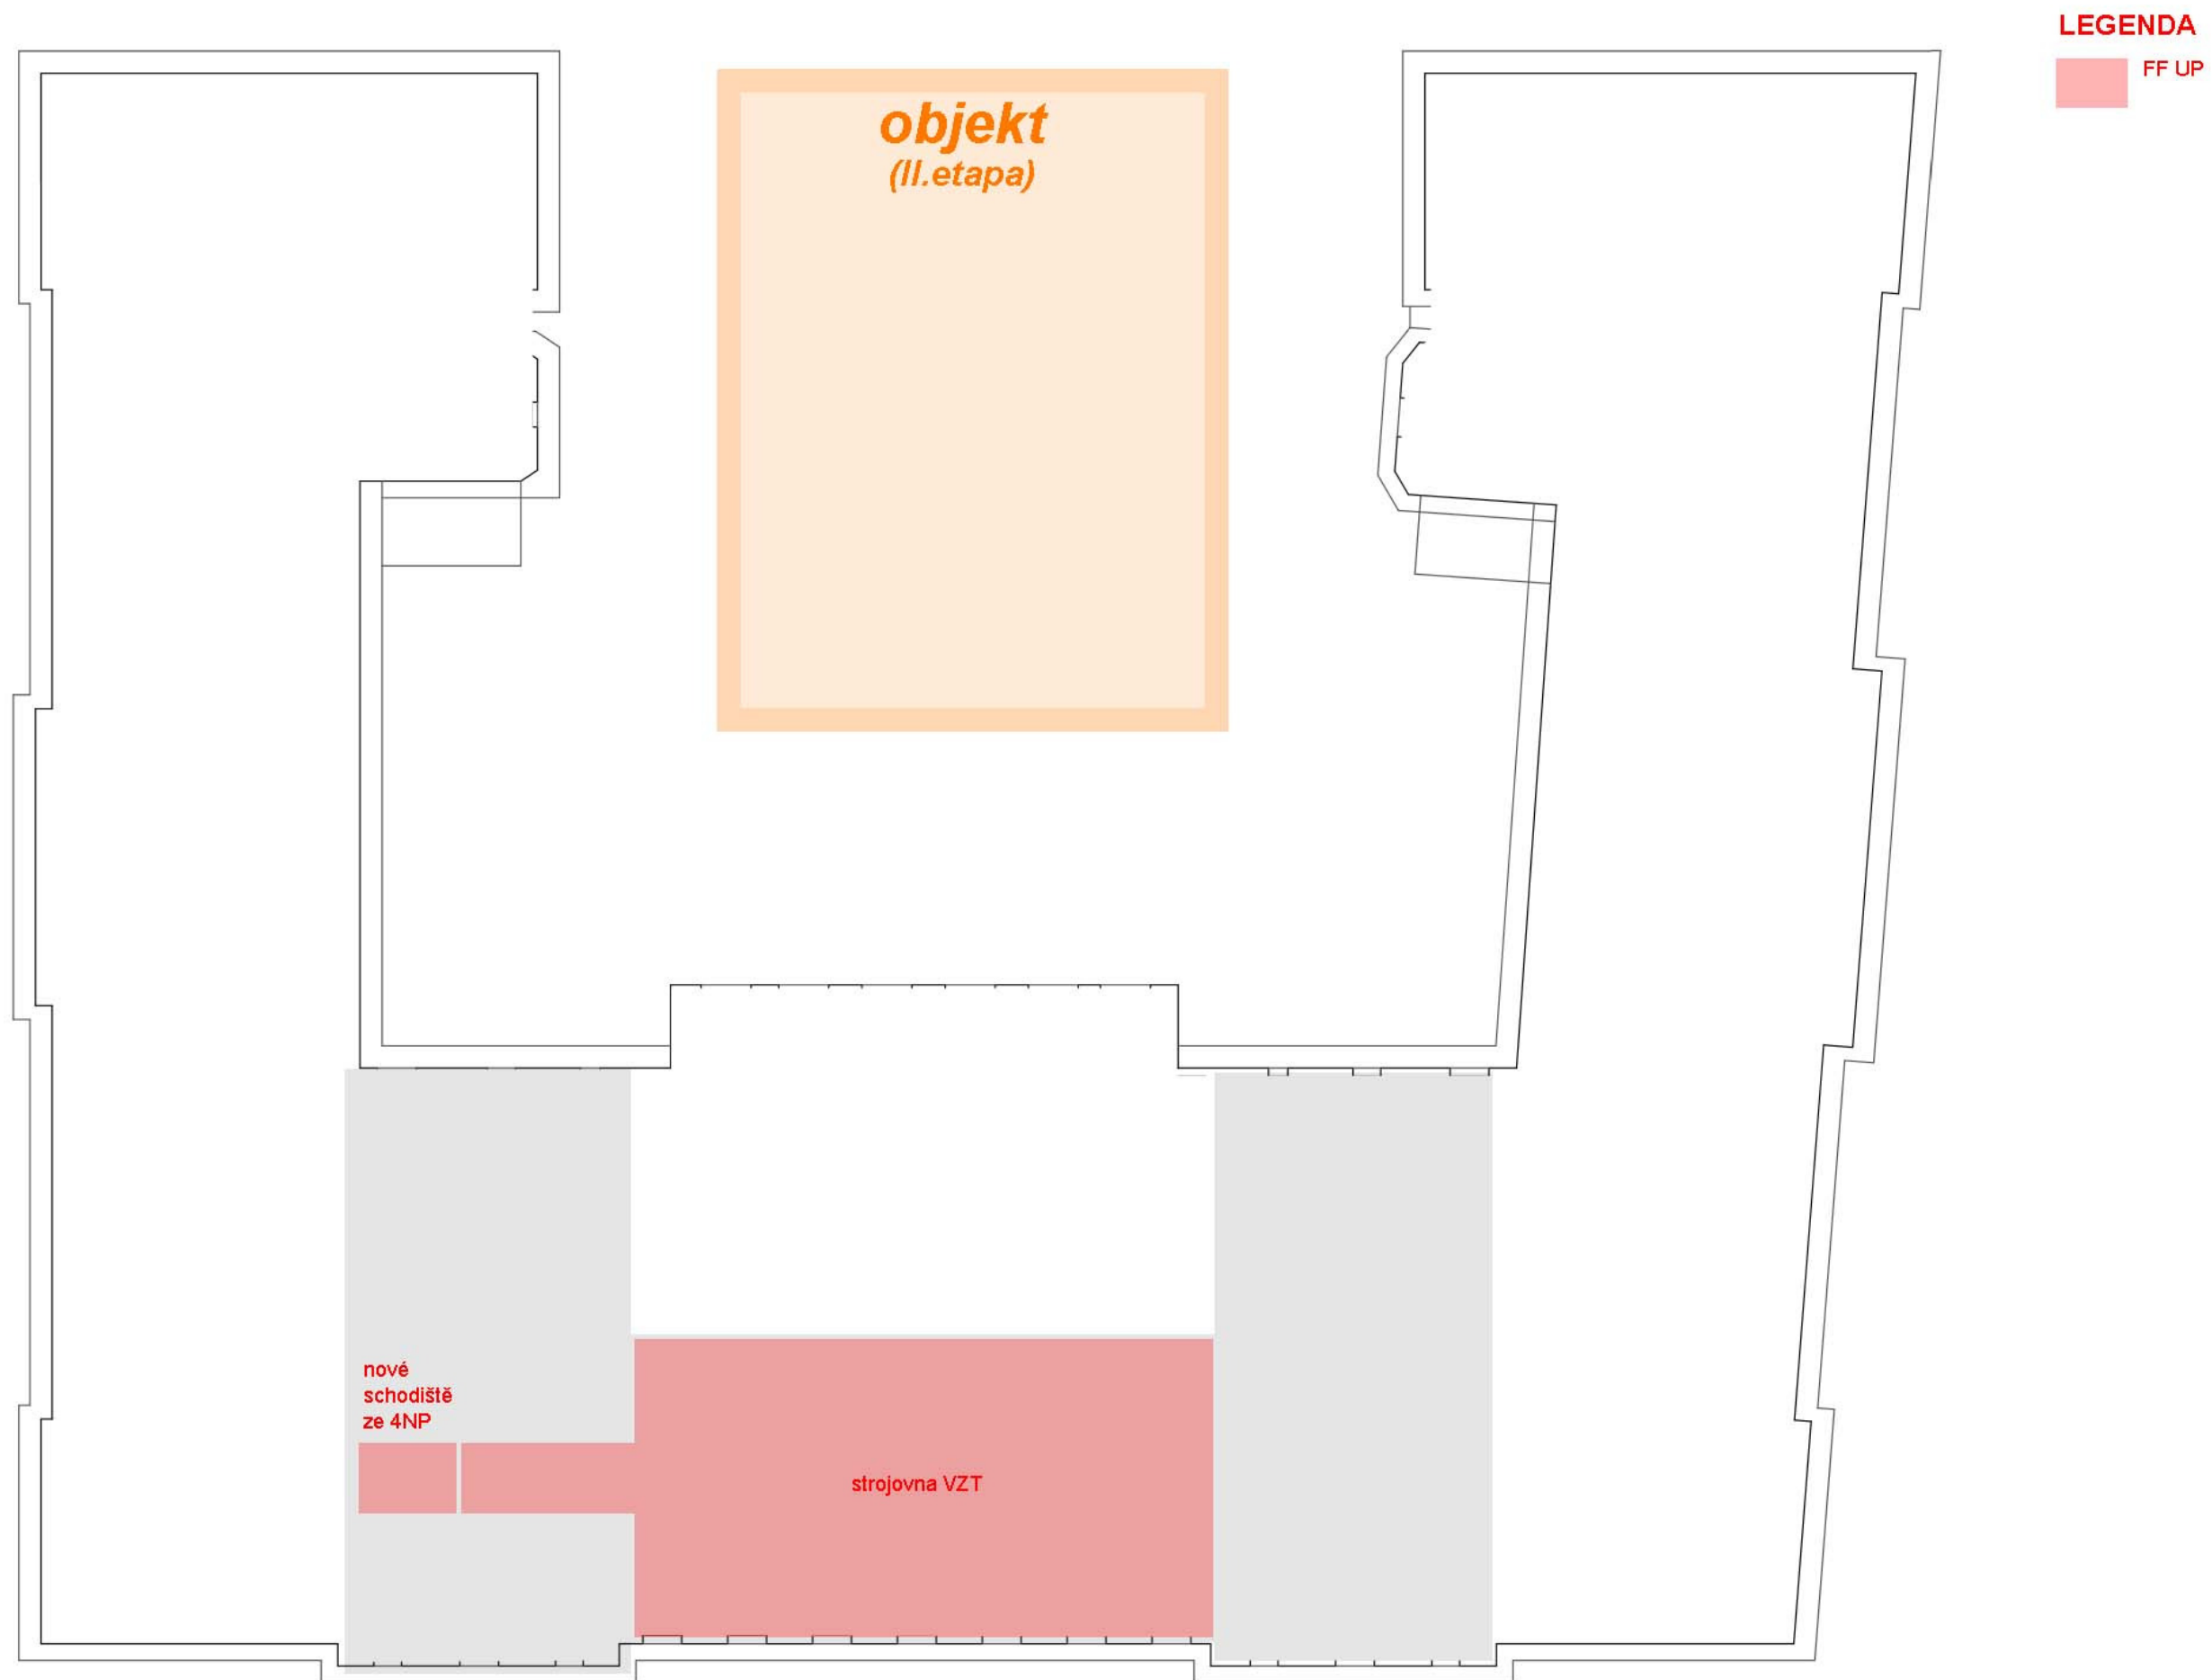 LEGENDA
FF UP
objekt
(II.etapa)
nové
schodiště
ze 4NP
strojovna VZT